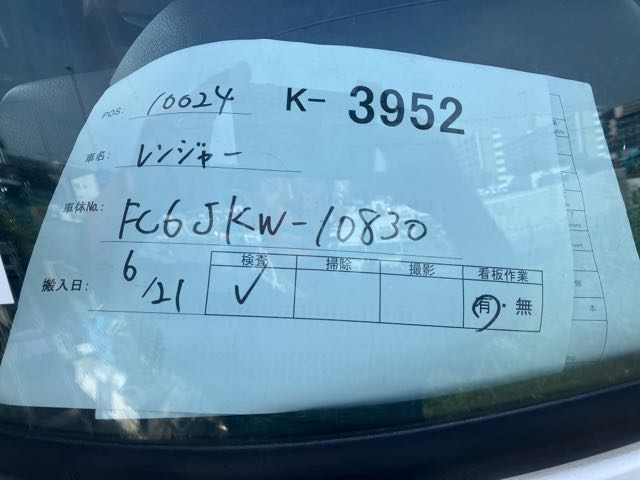 POS: 10024 K- 3952
車名: レンジャー
車体No.: FC6JKW-10830
搬入日: 6/21
検査 掃除 撮影 看板作業
✓ 有・無